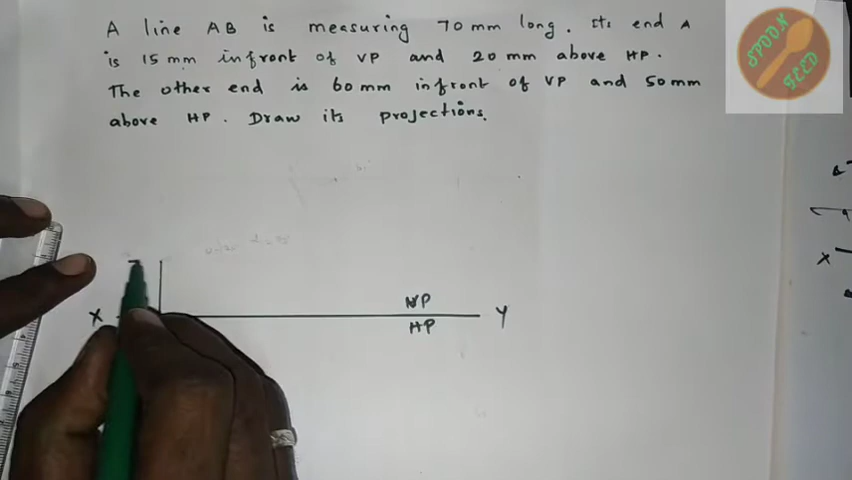 A line AB is measuring 70 mm long. Its end A
is 15 mm infront of VP and 20 mm above HP.
The other end is 60 mm infront of VP and 50 mm
above HP. Draw its projections.
SPOON
FEED
VP
X
Y
HP
X